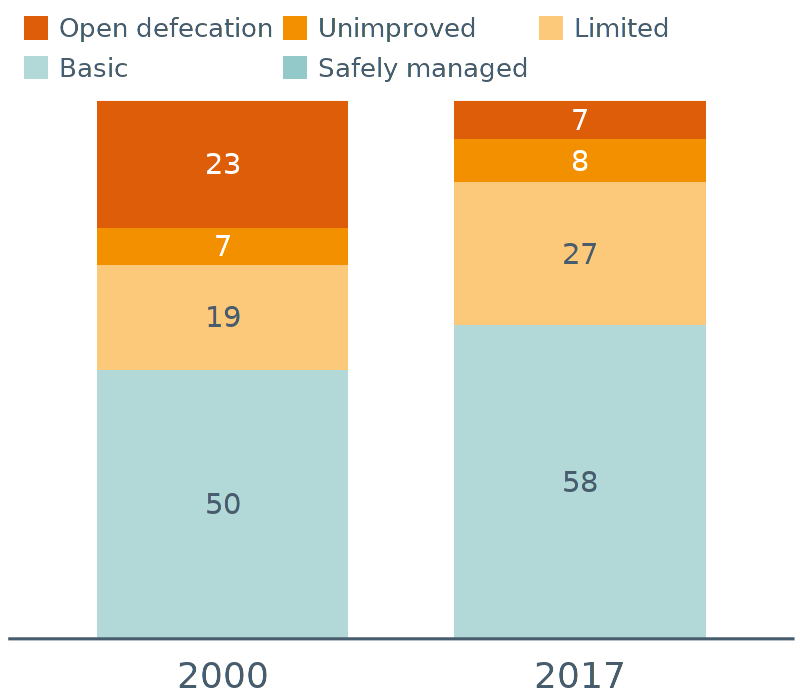 Open defecation Unimproved Limited
Basic Safely managed
23 7
7 8
19 27
50 58
2000 2017